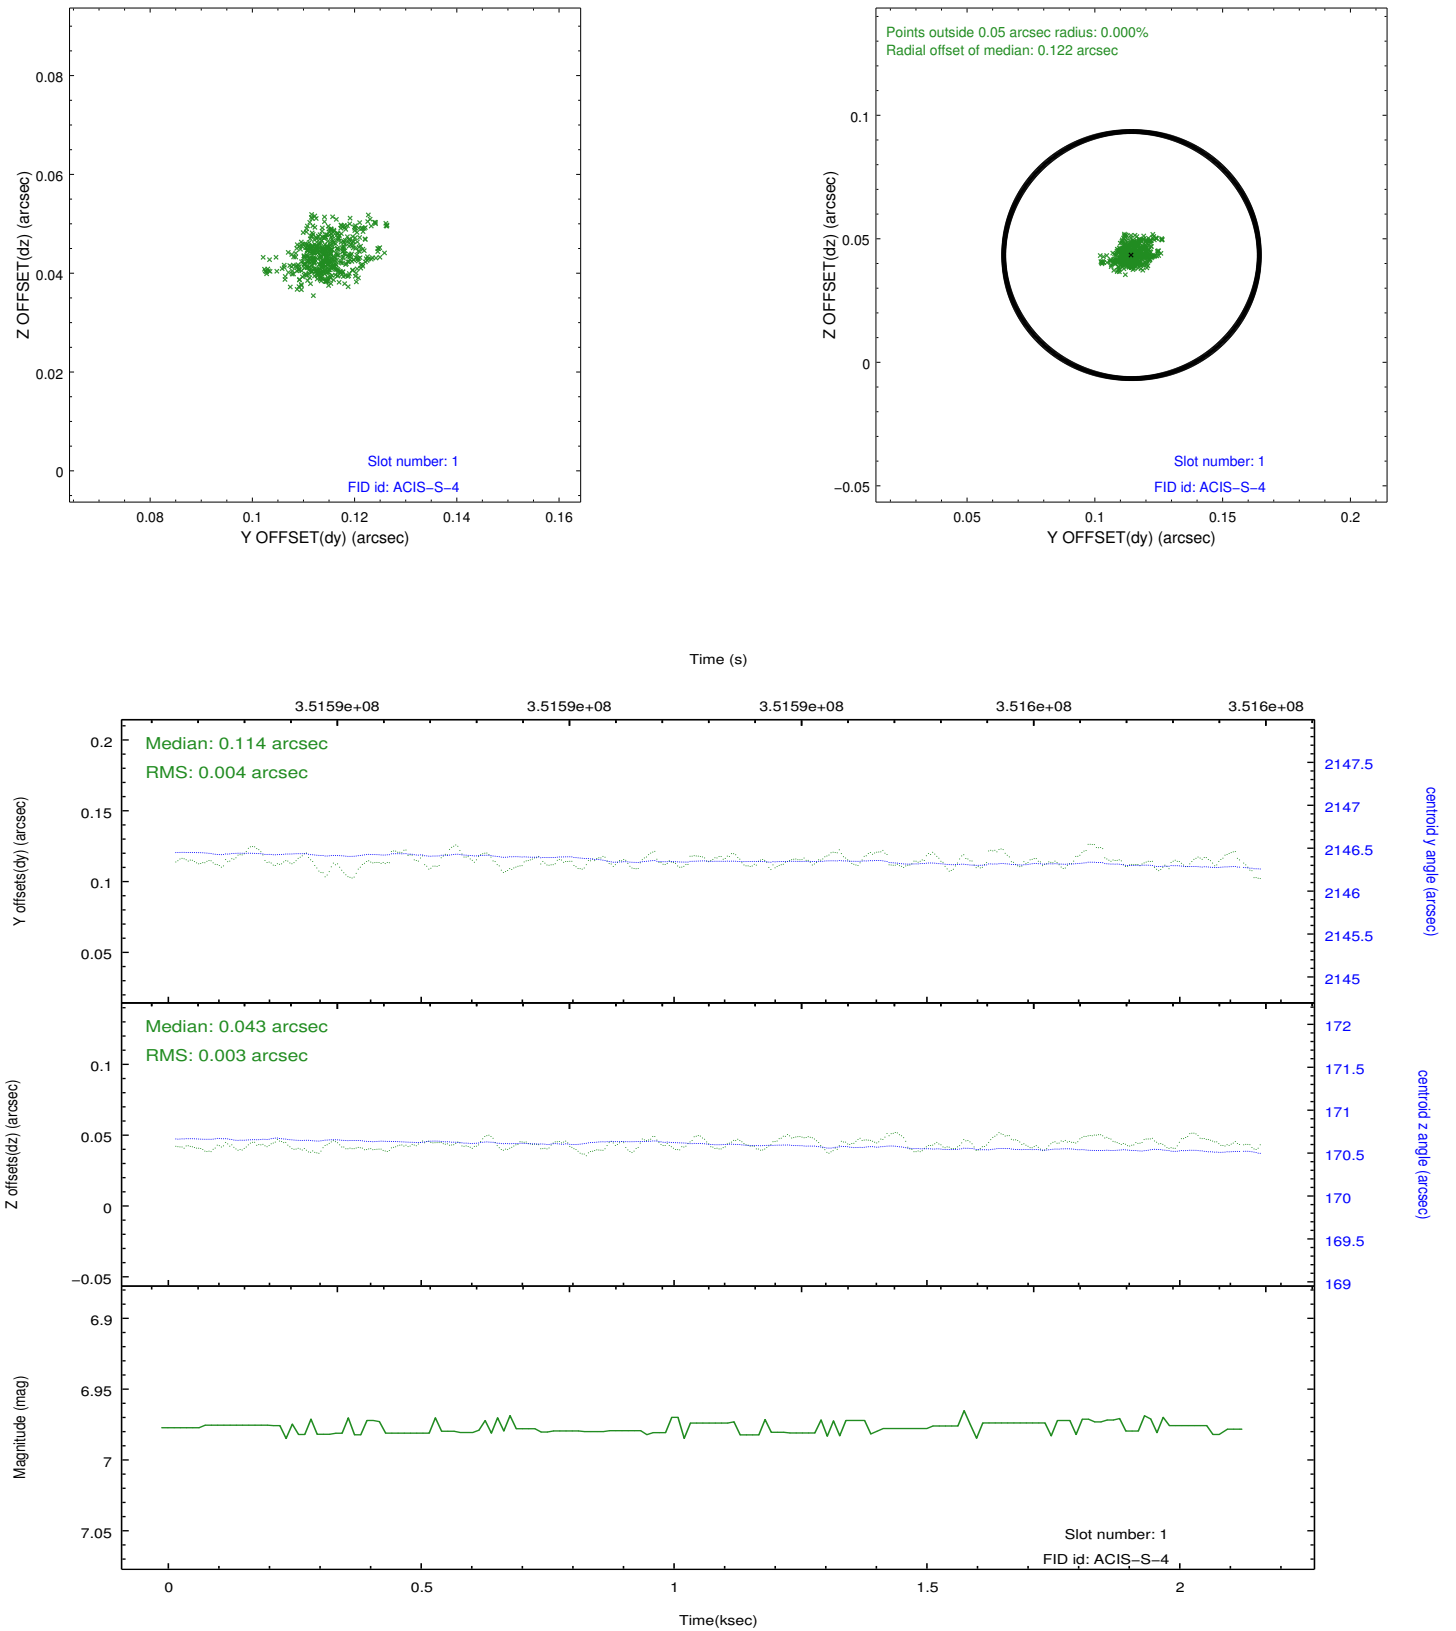 0.08
0.06
0.04
0.02
0
Z OFFSET(dz) (arcsec)
Slot number: 1
FID id: ACIS−S−4
0.08 0.1 0.12 0.14 0.16
Y OFFSET(dy) (arcsec)
Points outside 0.05 arcsec radius: 0.000%
Radial offset of median: 0.122 arcsec
0.1
0.05
0
−0.05
Z OFFSET(dz) (arcsec)
Slot number: 1
FID id: ACIS−S−4
0.05 0.1 0.15 0.2
Y OFFSET(dy) (arcsec)
Time (s)
3.5159e+08 3.5159e+08 3.5159e+08 3.516e+08 3.516e+08
Median: 0.114 arcsec
RMS: 0.004 arcsec
0.2
0.15
0.1
0.05
Y offsets(dy) (arcsec)
2147.5
2147
2146.5
2146
2145.5
2145
centroid y angle (arcsec)
Median: 0.043 arcsec
RMS: 0.003 arcsec
0.1
0.05
0
−0.05
Z offsets(dz) (arcsec)
172
171.5
171
170.5
170
169.5
169
centroid z angle (arcsec)
6.9
6.95
7
7.05
Magnitude (mag)
Slot number: 1
FID id: ACIS−S−4
0 0.5 1 1.5 2
Time(ksec)